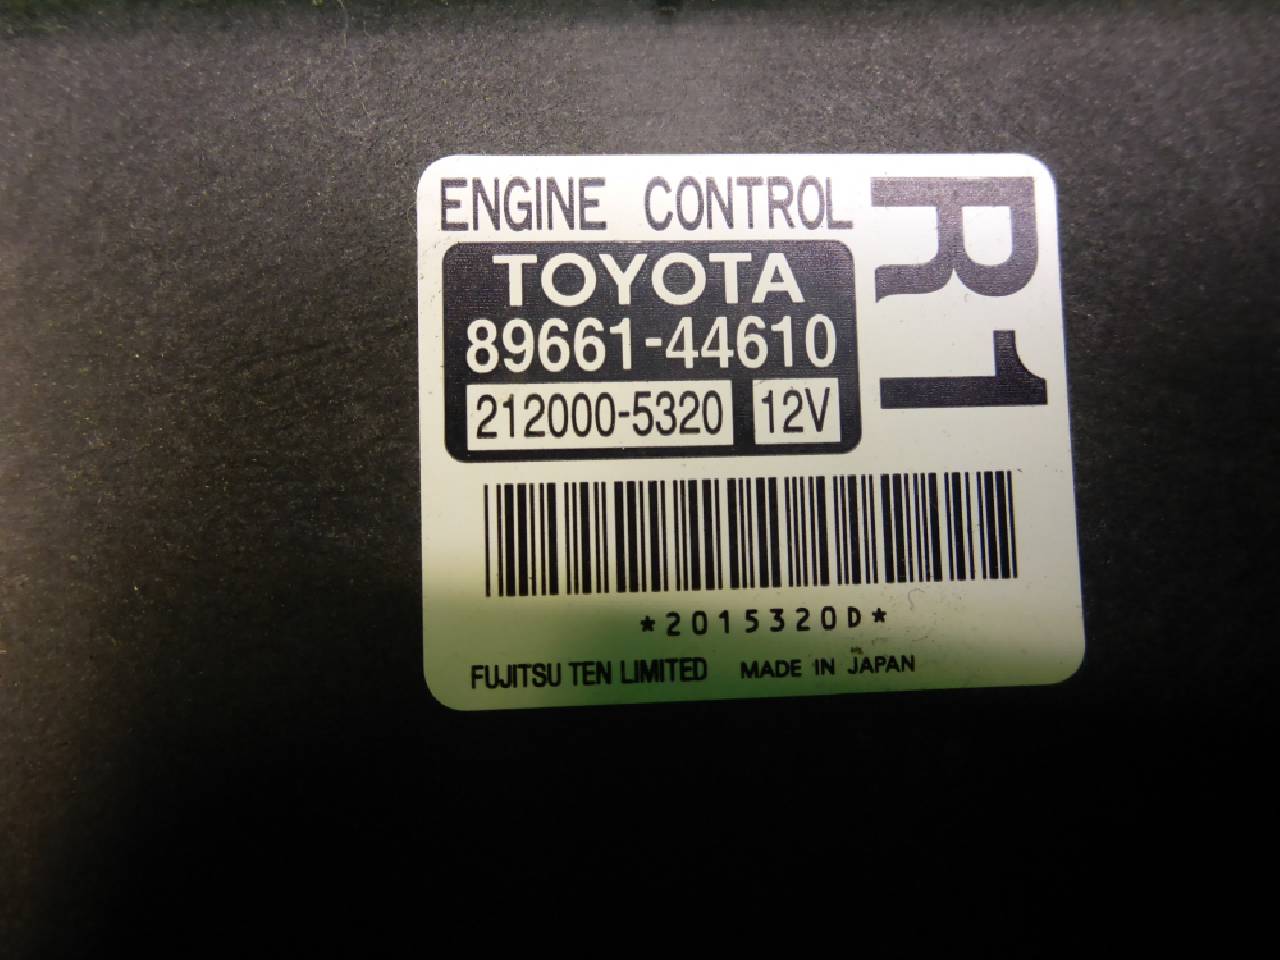 ENGINE CONTROL
R1
TOYOTA
89661-44610
212000-5320 12V
*2015320D*
FUJITSU TEN LIMITED MADE IN JAPAN